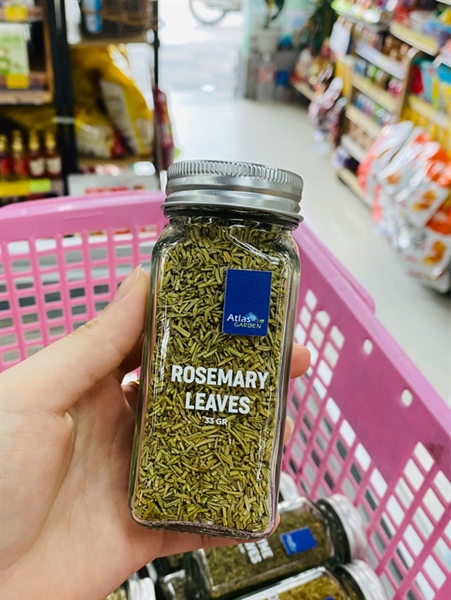 Atlas
GARDEN
ROSEMARY
LEAVES
33 GR